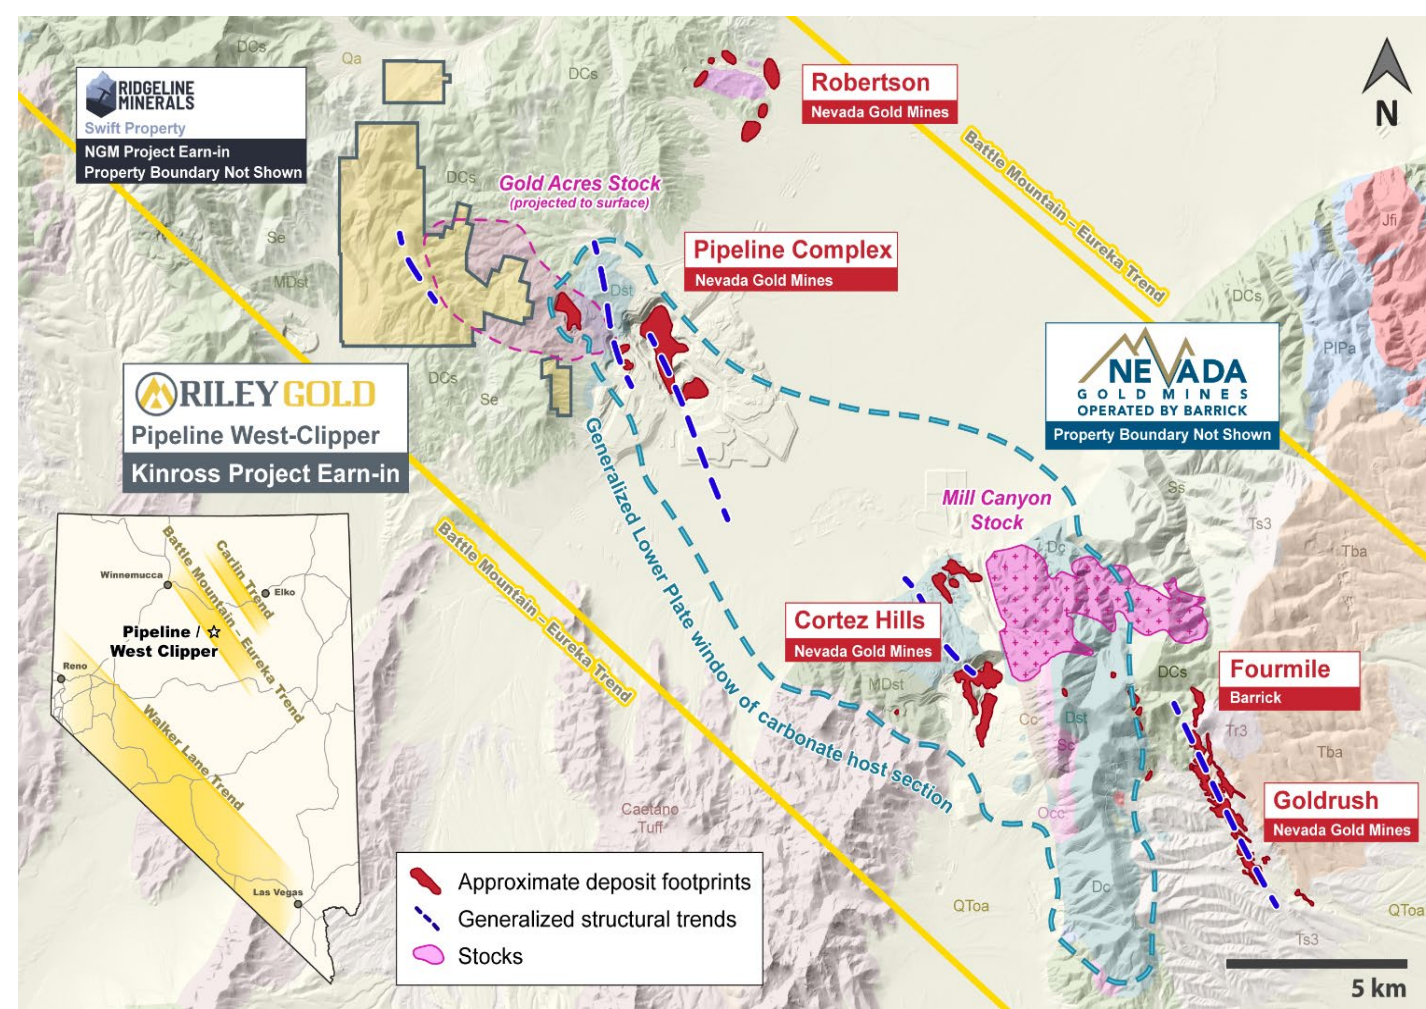 DCs
Qa
DCs
RIDGELINE
MINERALS
Swift Property
NGM Project Earn-in
Property Boundary Not Shown
Robertson
Nevada Gold Mines
N
Battle Mountain – Eureka Trend
DCs
Gold Acres Stock
(projected to surface)
Se
MDst
Dst
Pipeline Complex
Nevada Gold Mines
Jfi
DCs
PIPa
DCs
Se
RILEY GOLD
Pipeline West-Clipper
Kinross Project Earn-in
NEVADA
GOLD MINES
OPERATED BY BARRICK
Property Boundary Not Shown
Generalized Lower Plate window of carbonate host section
Battle Mountain – Eureka Trend
Mill Canyon
Stock
Ss
Ts3
Dc
Tba
Cortez Hills
Nevada Gold Mines
MDst
Cc
Dst
Sc
DCs
Fourmile
Barrick
Tr3
Tba
Goldrush
Nevada Gold Mines
Occ
Caetano
Tuff
Dc
QToa
QToa
Ts3
Winnemucca
Elko
Carlin Trend
Battle Mountain – Eureka Trend
Pipeline /
West Clipper
Reno
Walker Lane Trend
Las Vegas
Approximate deposit footprints
Generalized structural trends
Stocks
5 km